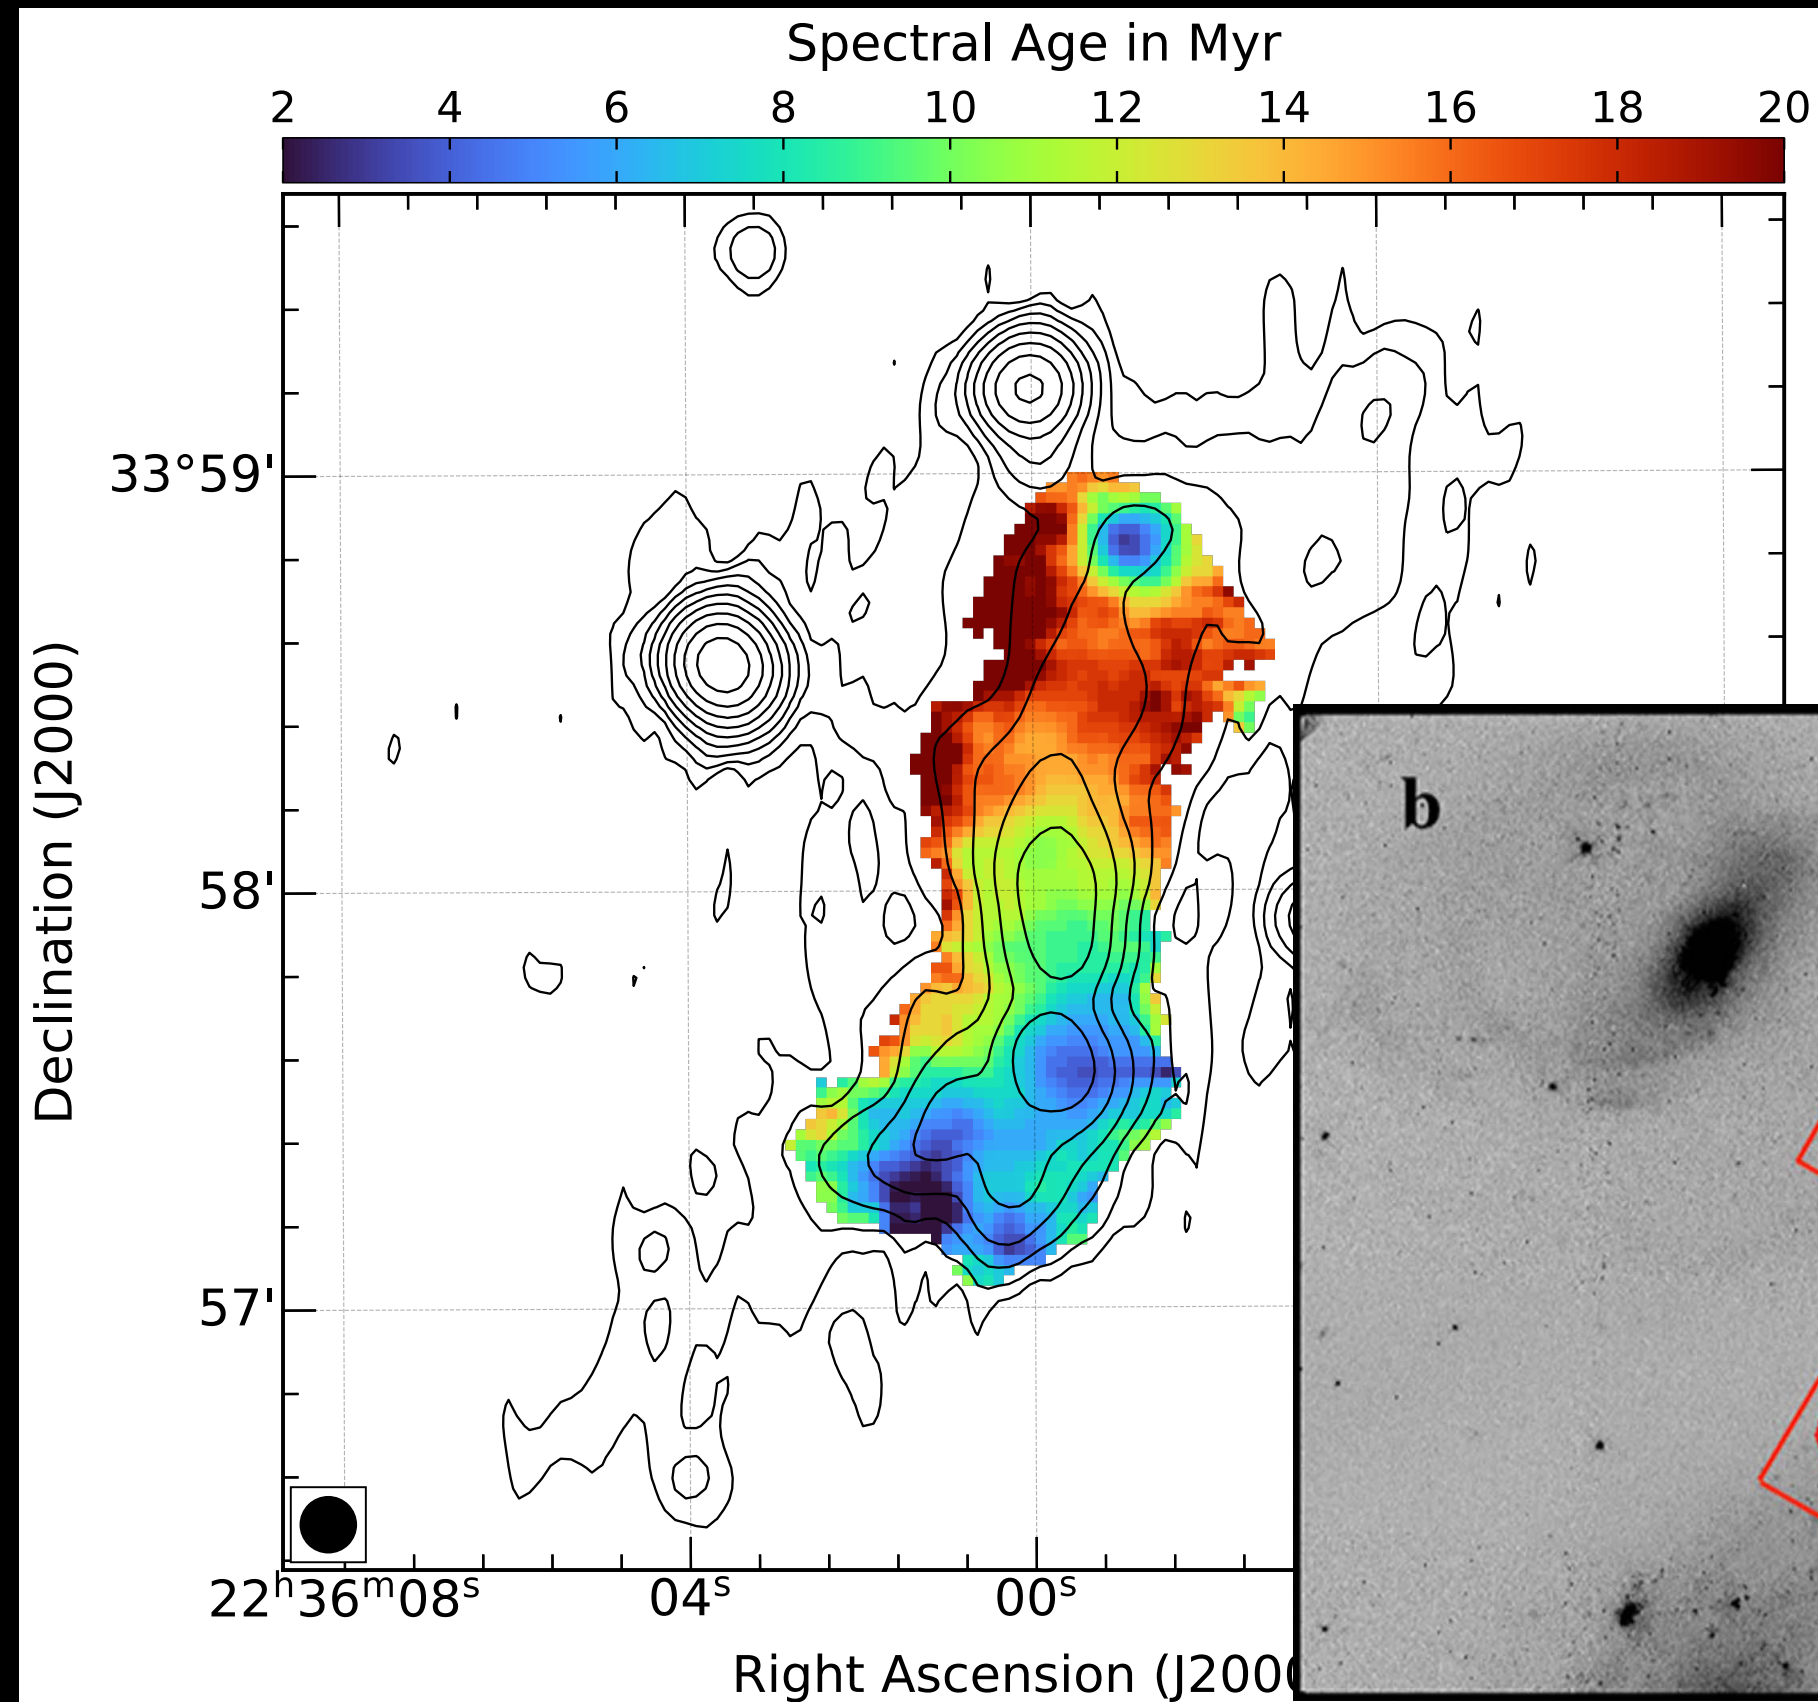 Spectral Age in Myr
2 4 6 8 10 12 14 16 18 20
33°59'
58'
57'
Declination (J2000)
b
22ʰ36ᵐ08ˢ 04ˢ 00ˢ
Right Ascension (J200